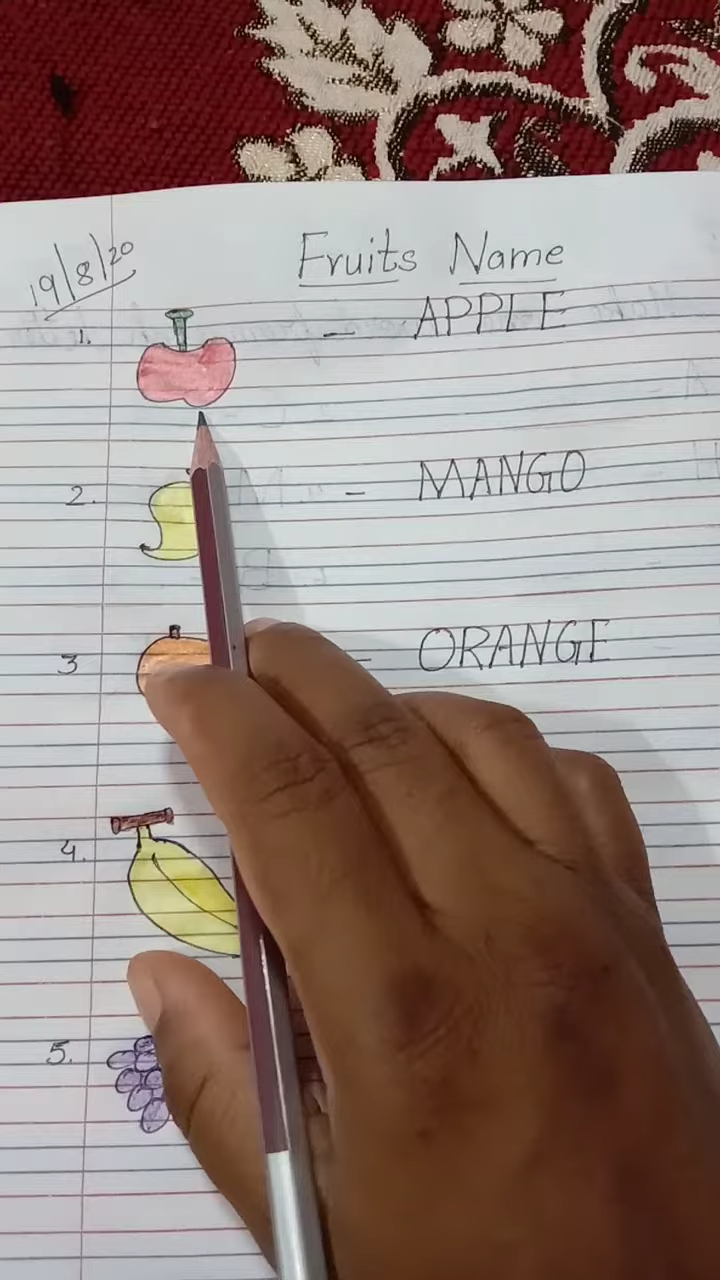 19/8/20
Fruits Name
1. - APPLE
2. - MANGO
3 - ORANGE
4.
5.